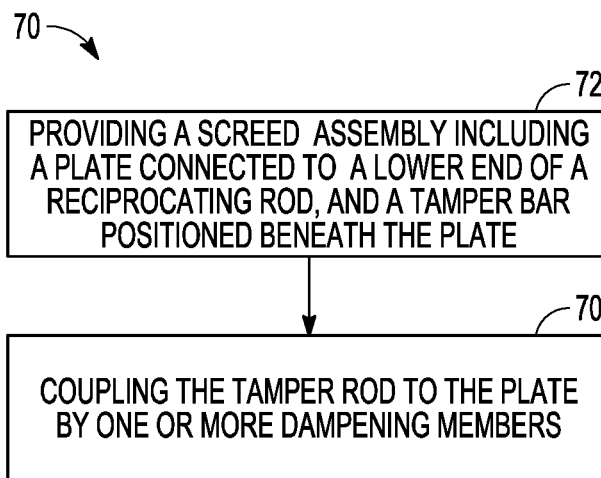 70
72
PROVIDING A SCREED ASSEMBLY INCLUDING
A PLATE CONNECTED TO A LOWER END OF A
RECIPROCATING ROD, AND A TAMPER BAR
POSITIONED BENEATH THE PLATE
70
COUPLING THE TAMPER ROD TO THE PLATE
BY ONE OR MORE DAMPENING MEMBERS